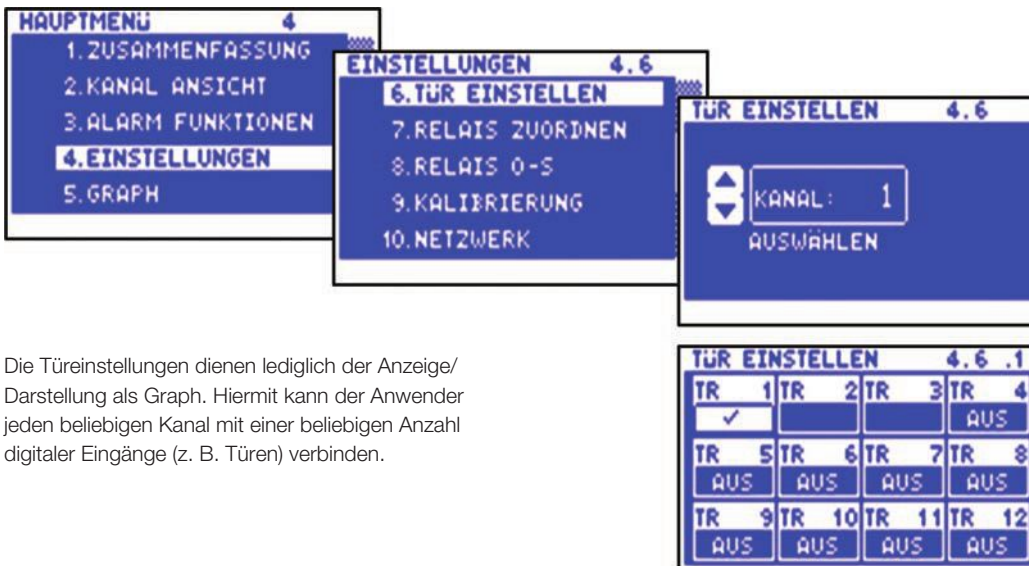 HAUPTMENÜ 4
1.ZUSAMMENFASSUNG
2.KANAL ANSICHT
3.ALARM FUNKTIONEN
4.EINSTELLUNGEN
5.GRAPH
EINSTELLUNGEN 4.6
6.TÜR EINSTELLEN
7.RELAIS ZUORDNEN
8.RELAIS O-S
9.KALIBRIERUNG
10.NETZWERK
TÜR EINSTELLEN 4.6
KANAL: 1
AUSWÄHLEN
Die Türeinstellungen dienen lediglich der Anzeige/
Darstellung als Graph. Hiermit kann der Anwender
jeden beliebigen Kanal mit einer beliebigen Anzahl
digitaler Eingänge (z. B. Türen) verbinden.
TÜR EINSTELLEN 4.6 .1
TR 1 TR 2 TR 3 TR 4
✓ AUS
TR 5 TR 6 TR 7 TR 8
AUS AUS AUS AUS
TR 9 TR 10 TR 11 TR 12
AUS AUS AUS AUS